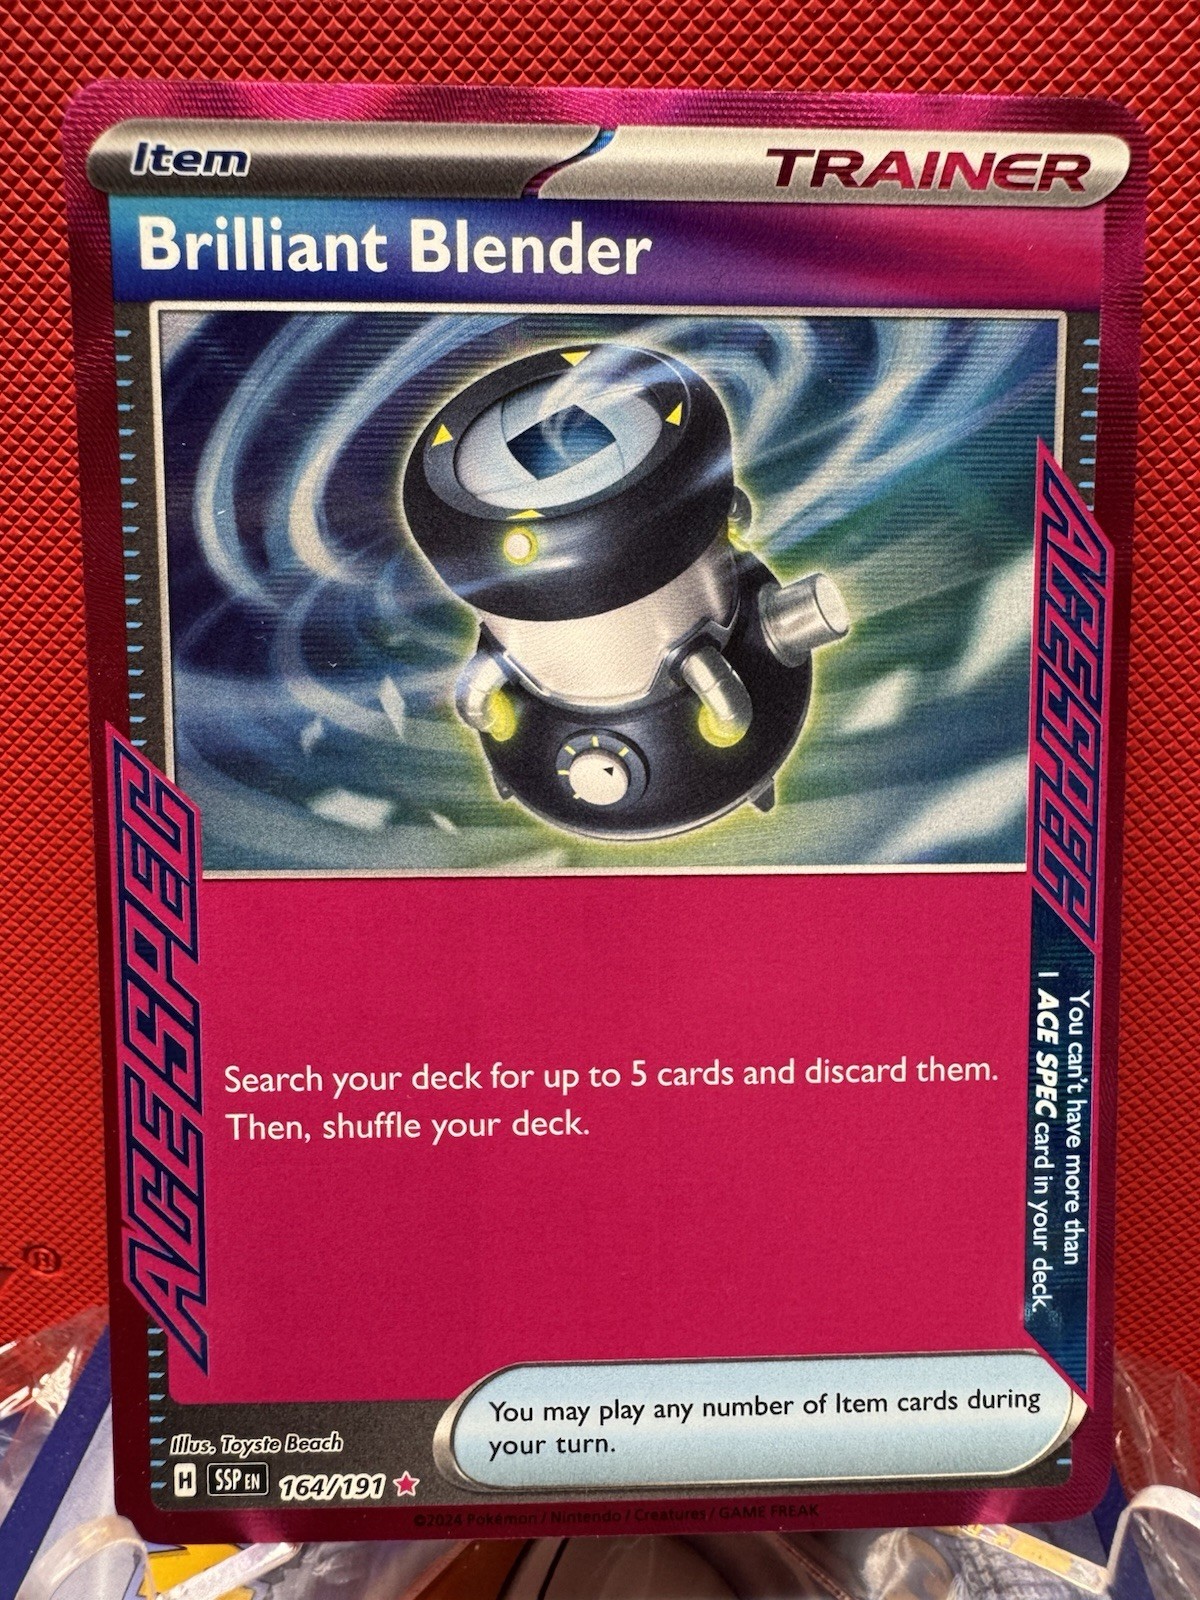 Item
TRAINER
Brilliant Blender
ACE SPEC
ACE SPEC
You can't have more than
1 ACE SPEC card in your deck.
Search your deck for up to 5 cards and discard them.
Then, shuffle your deck.
You may play any number of Item cards during
your turn.
Illus. Toyste Beach
H SSP EN 164/191
©2024 Pokémon / Nintendo / Creatures / GAME FREAK
®